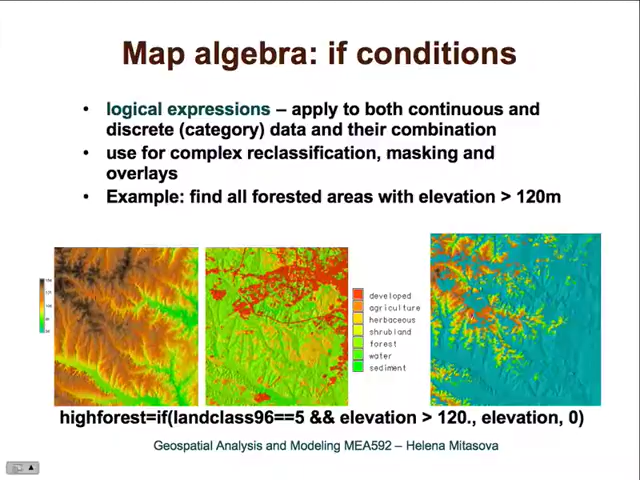 Map algebra: if conditions
• logical expressions – apply to both continuous and
discrete (category) data and their combination
• use for complex reclassification, masking and
overlays
• Example: find all forested areas with elevation > 120m
developed
agriculture
herbaceous
shrubland
forest
water
sediment
highforest=if(landclass96==5 && elevation > 120., elevation, 0)
Geospatial Analysis and Modeling MEA592 – Helena Mitasova